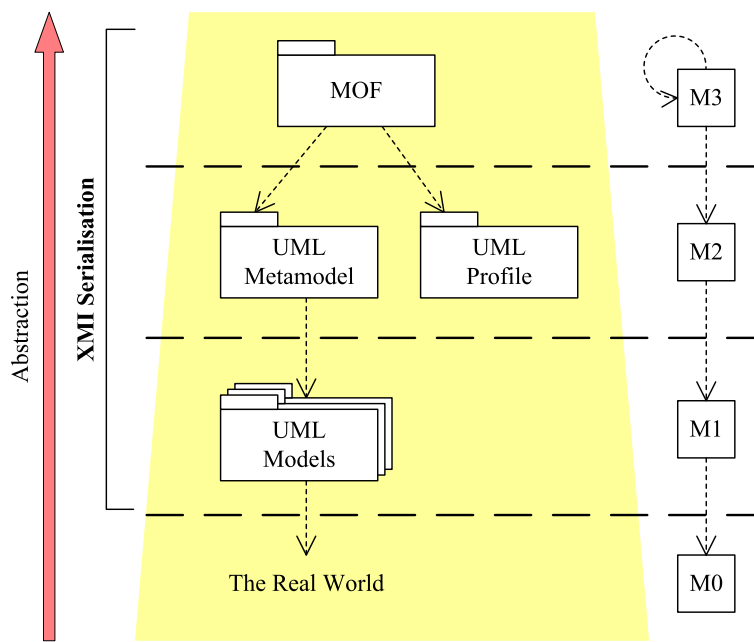 MOF
M3
XMI Serialisation
Abstraction
UML
Metamodel
UML
Profile
M2
UML
Models
M1
The Real World
M0